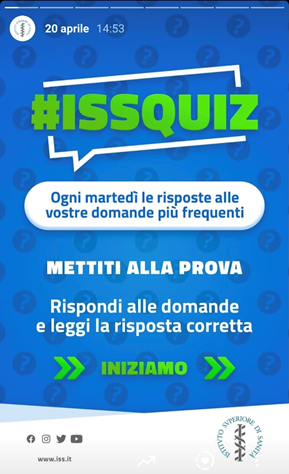 20 aprile 14:53
#ISSQUIZ
Ogni martedì le risposte alle
vostre domande più frequenti
METTITI ALLA PROVA
Rispondi alle domande
e leggi la risposta corretta
INIZIAMO
www.iss.it
ISTITUTO SVPERIORE DI SANITÀ